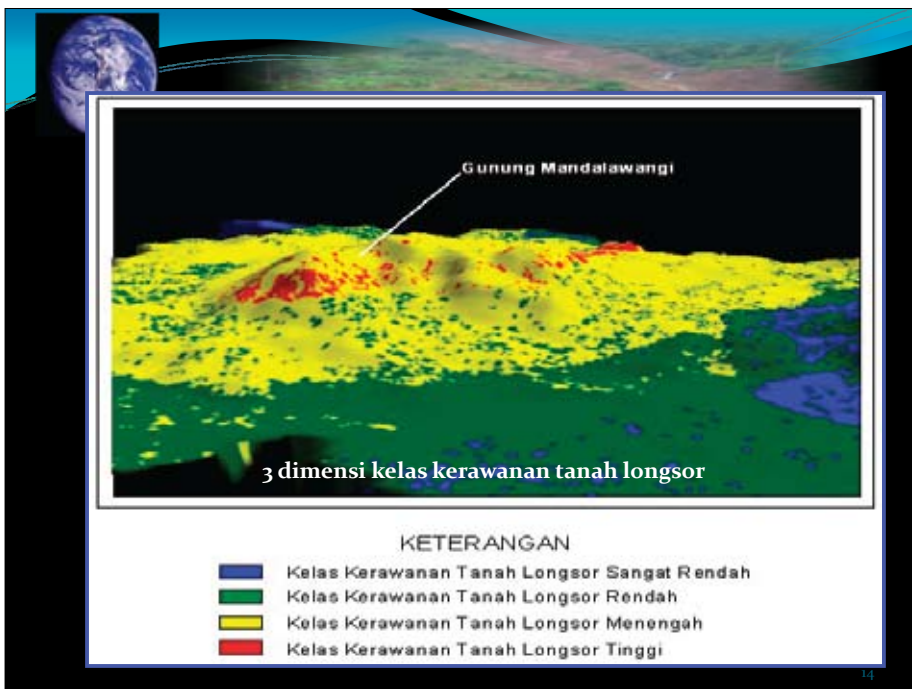 Gunung Mandalawangi
3 dimensi kelas kerawanan tanah longsor
KETERANGAN
Kelas Kerawanan Tanah Longsor Sangat Rendah
Kelas Kerawanan Tanah Longsor Rendah
Kelas Kerawanan Tanah Longsor Menengah
Kelas Kerawanan Tanah Longsor Tinggi
14